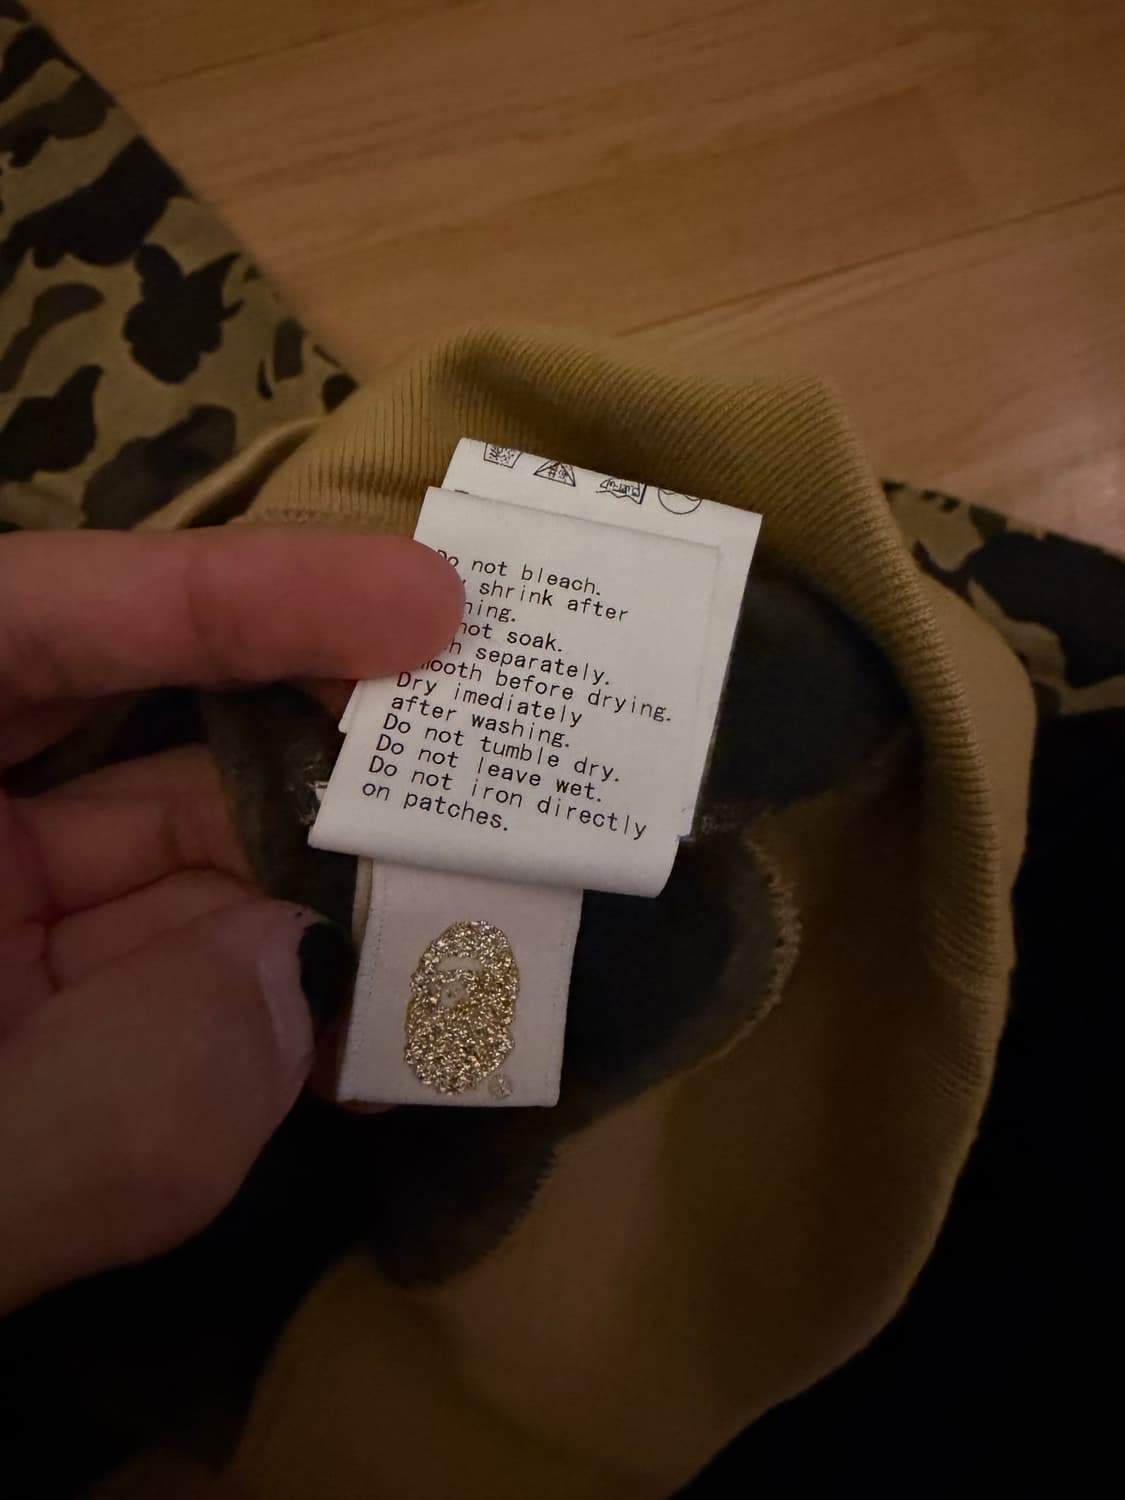 Do not bleach.
shrink after
not soak.
separately.
before drying.
Dry imediately
after washing.
Do not tumble dry.
Do not leave wet.
Do not iron directly
on patches.